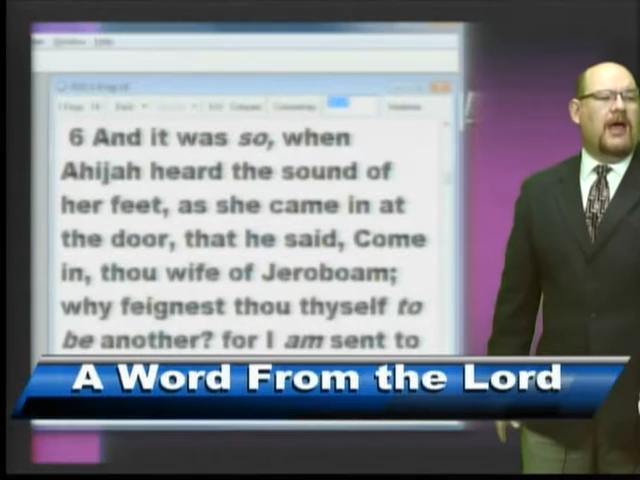 6 And it was so, when
Ahijah heard the sound of
her feet, as she came in at
the door, that he said, Come
in, thou wife of Jeroboam;
why feignest thou thyself to
be another? for I am sent to
A Word From the Lord